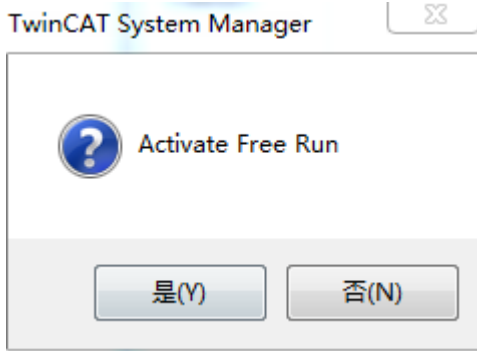 TwinCAT System Manager
Activate Free Run
是(Y)
否(N)